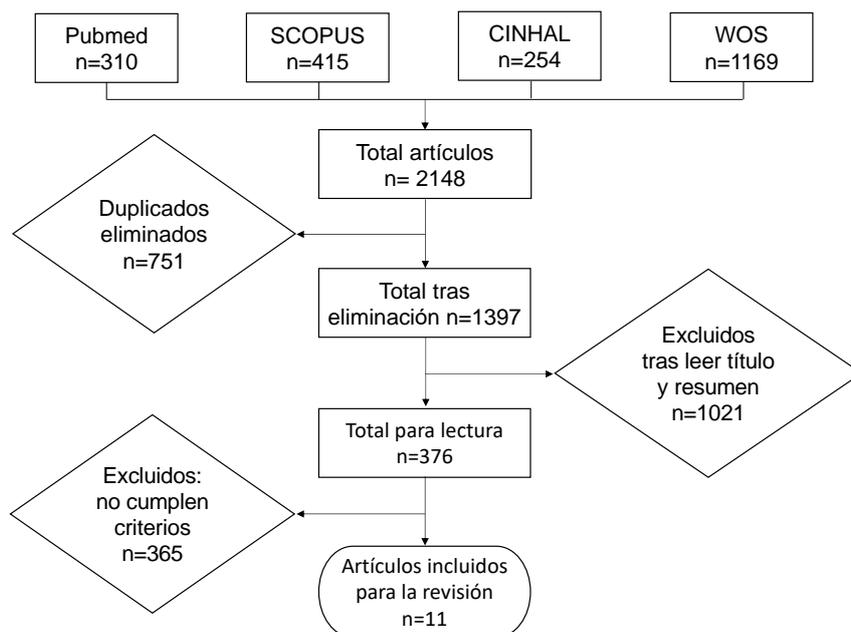 Pubmed
n=310
SCOPUS
n=415
CINHAL
n=254
WOS
n=1169
Total artículos
n= 2148
Duplicados
eliminados
n=751
Total tras
eliminación n=1397
Excluidos
tras leer título
y resumen
n=1021
Total para lectura
n=376
Excluidos:
no cumplen
criterios
n=365
Artículos incluidos
para la revisión
n=11